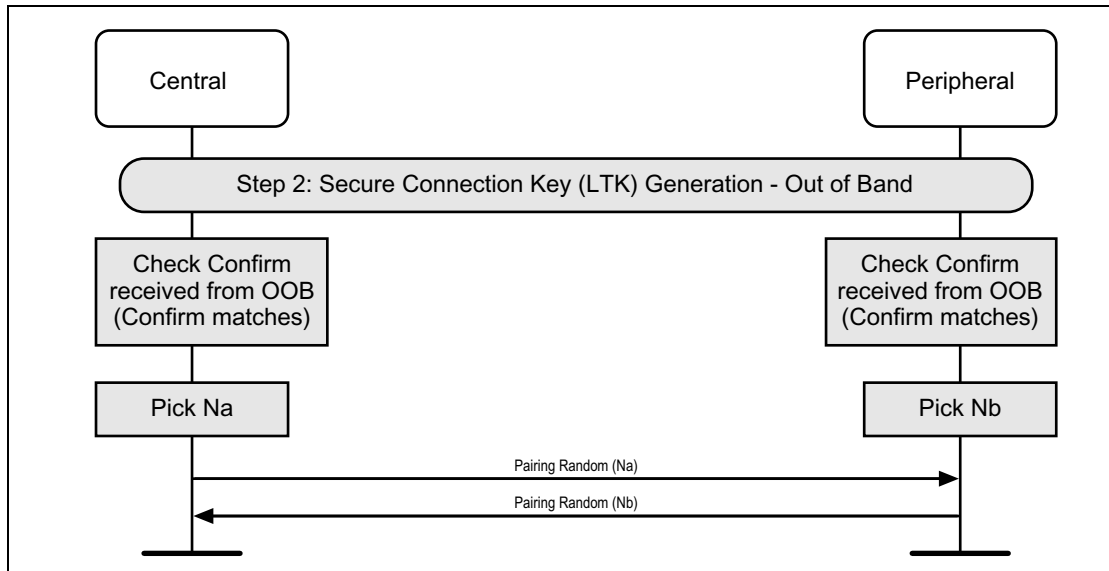 Central
Peripheral
Step 2: Secure Connection Key (LTK) Generation - Out of Band
Check Confirm
received from OOB
(Confirm matches)
Check Confirm
received from OOB
(Confirm matches)
Pick Na
Pick Nb
Pairing Random (Na)
Pairing Random (Nb)